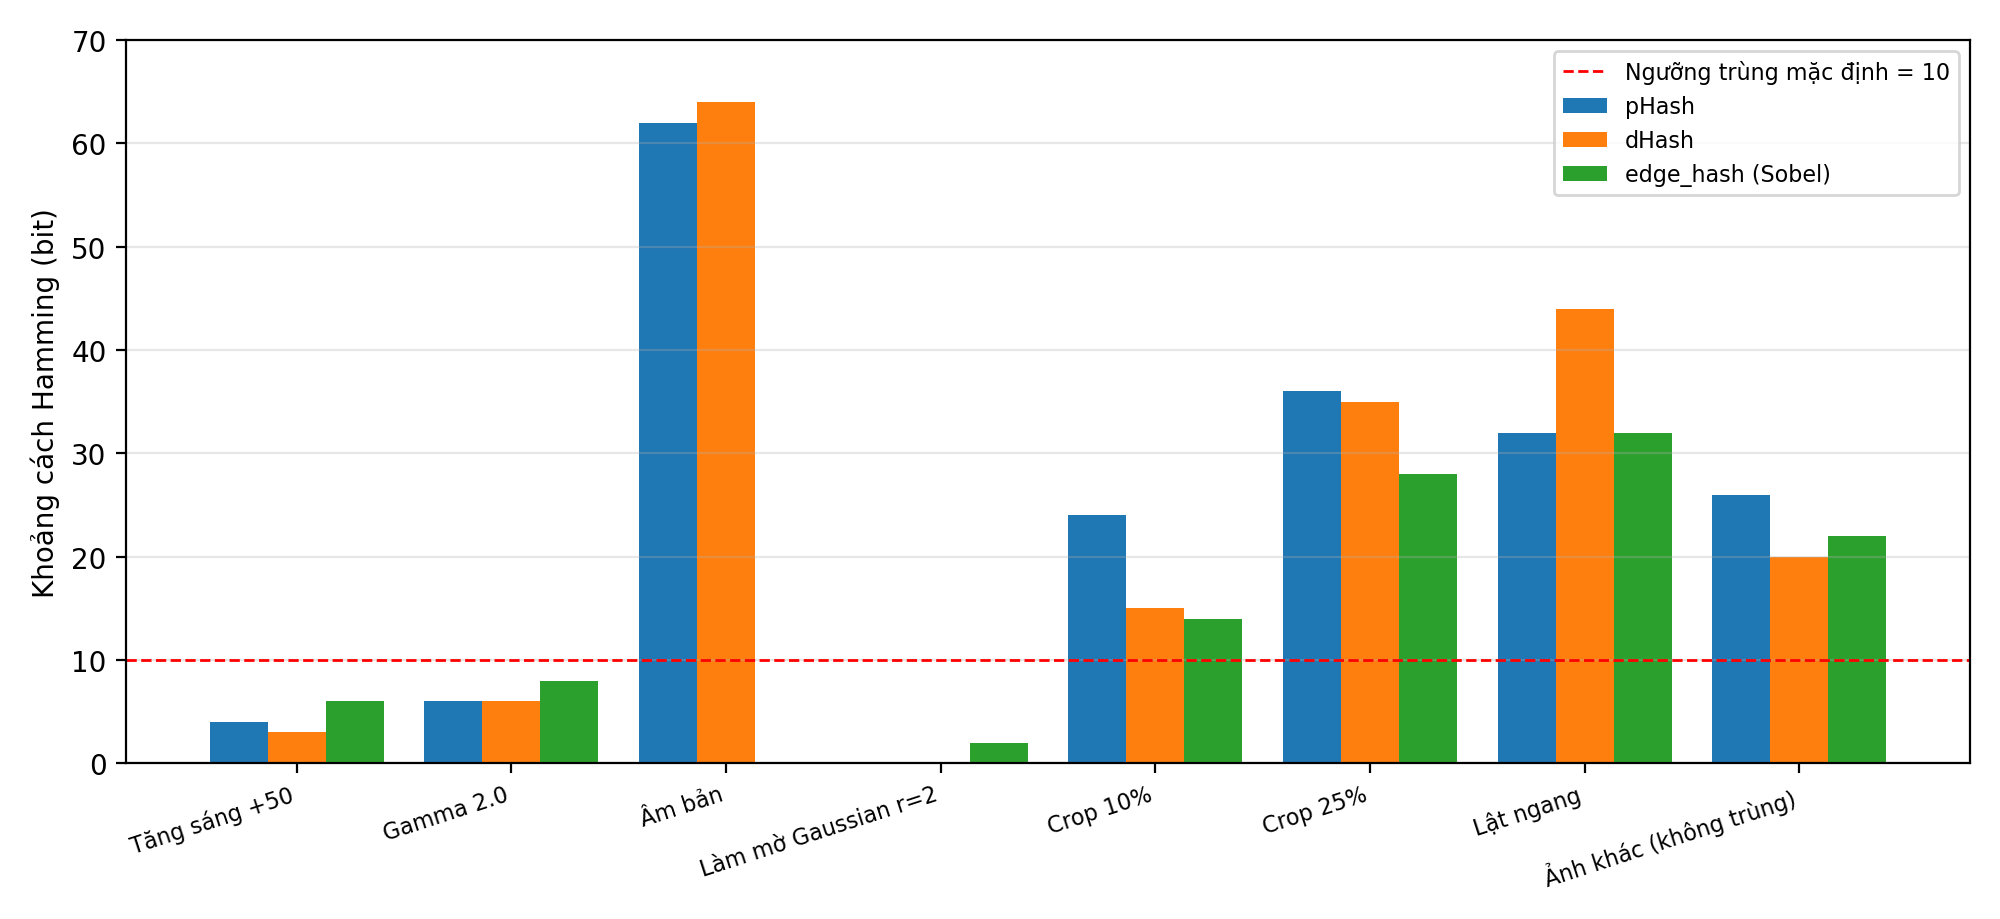 70
60
50
40
30
20
10
0
Khoảng cách Hamming (bit)
Ngưỡng trùng mặc định = 10
pHash
dHash
edge_hash (Sobel)
Tăng sáng +50
Gamma 2.0
Âm bản
Làm mờ Gaussian r=2
Crop 10%
Crop 25%
Lật ngang
Ảnh khác (không trùng)